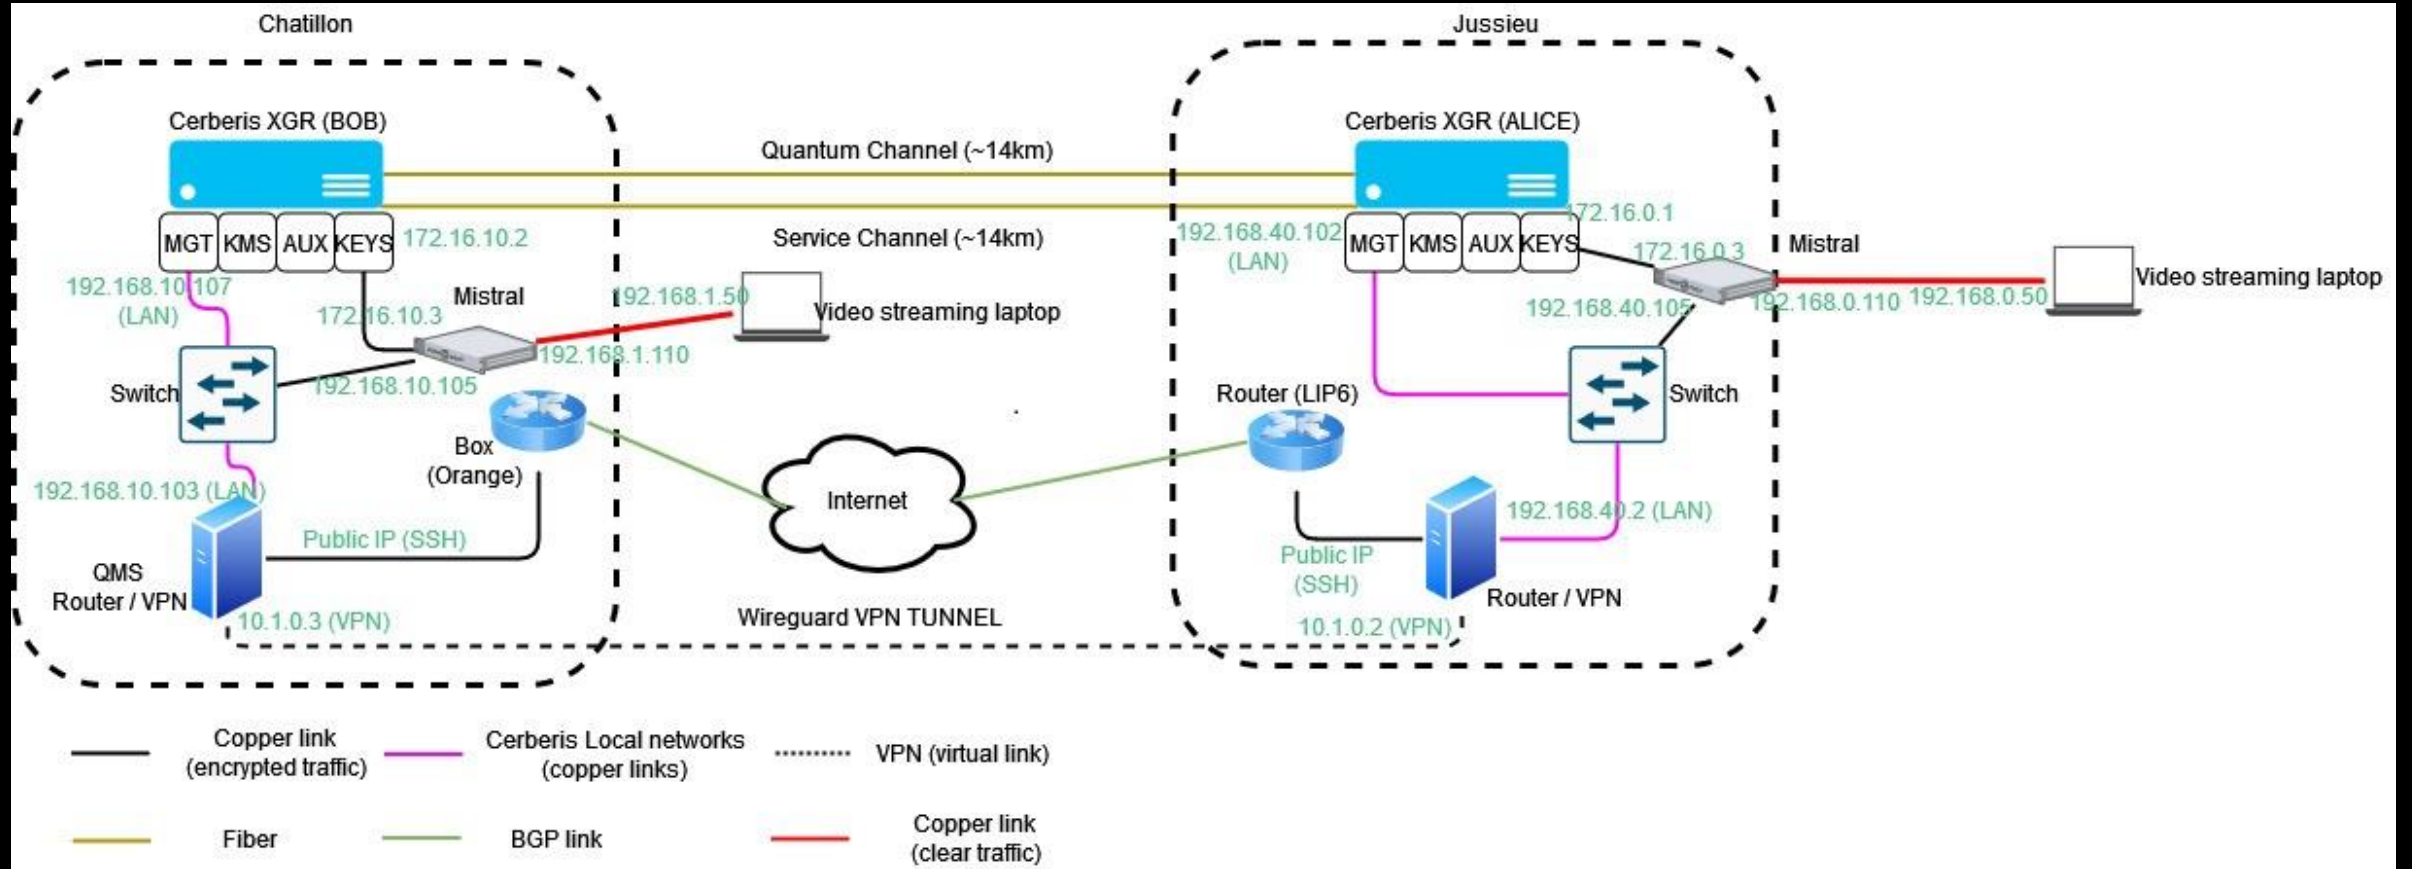 Chatillon
Jussieu
Cerberis XGR (BOB)
Cerberis XGR (ALICE)
Quantum Channel (~14km)
Service Channel (~14km)
MGT
KMS
AUX
KEYS
172.16.10.2
192.168.10.107
(LAN)
172.16.10.3
Mistral
192.168.1.50
Video streaming laptop
192.168.1.110
Switch
192.168.10.105
Box
(Orange)
192.168.10.103 (LAN)
Public IP (SSH)
QMS
Router / VPN
10.1.0.3 (VPN)
Internet
Wireguard VPN TUNNEL
192.168.40.102
(LAN)
MGT
KMS
AUX
KEYS
172.16.0.1
172.16.0.3
Mistral
192.168.40.105
192.168.0.110
192.168.0.50
Video streaming laptop
Router (LIP6)
Switch
192.168.40.2 (LAN)
Public IP
(SSH)
Router / VPN
10.1.0.2 (VPN)
Copper link
(encrypted traffic)
Cerberis Local networks
(copper links)
VPN (virtual link)
Fiber
BGP link
Copper link
(clear traffic)